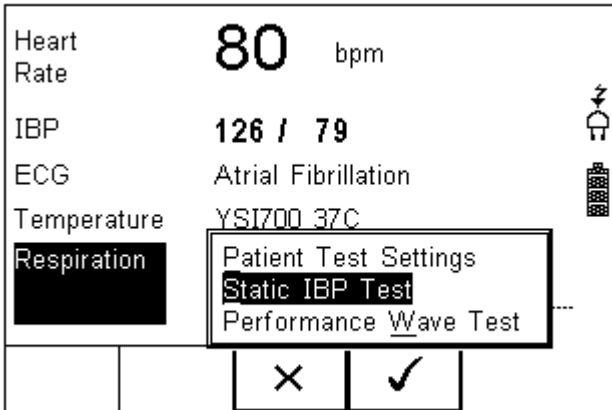 Heart Rate 80 bpm
IBP 126 / 79
ECG Atrial Fibrillation
Temperature YSI700 37C
Respiration
Patient Test Settings
Static IBP Test
Performance Wave Test